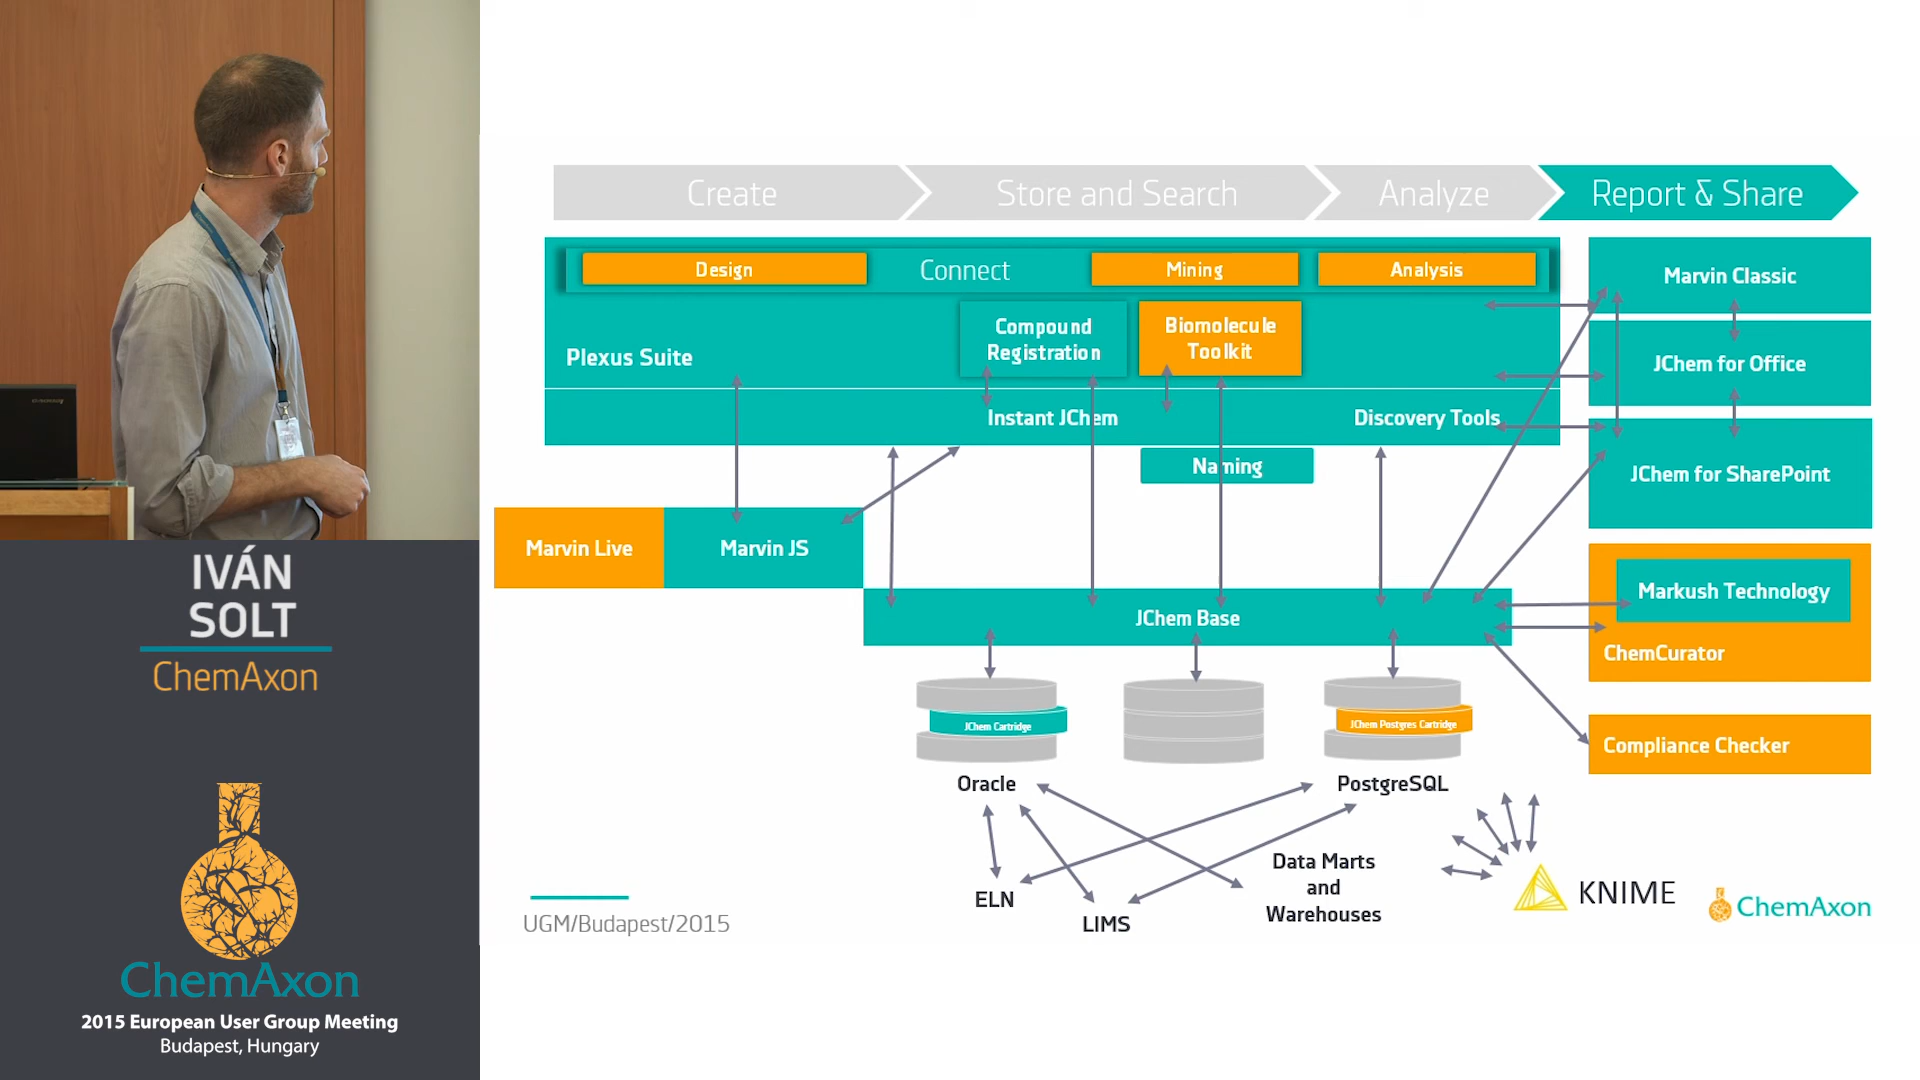 IVÁN
SOLT
ChemAxon
ChemAxon
2015 European User Group Meeting
Budapest, Hungary
Create
Store and Search
Analyze
Report & Share
Design
Connect
Mining
Analysis
Compound
Registration
Biomolecule
Toolkit
Plexus Suite
Instant JChem
Discovery Tools
Naming
Marvin Live
Marvin JS
JChem Base
Marvin Classic
JChem for Office
JChem for SharePoint
Markush Technology
ChemCurator
Compliance Checker
JChem Cartridge
JChem Postgres Cartridge
Oracle
PostgreSQL
ELN
LIMS
Data Marts
and
Warehouses
KNIME
ChemAxon
UGM/Budapest/2015